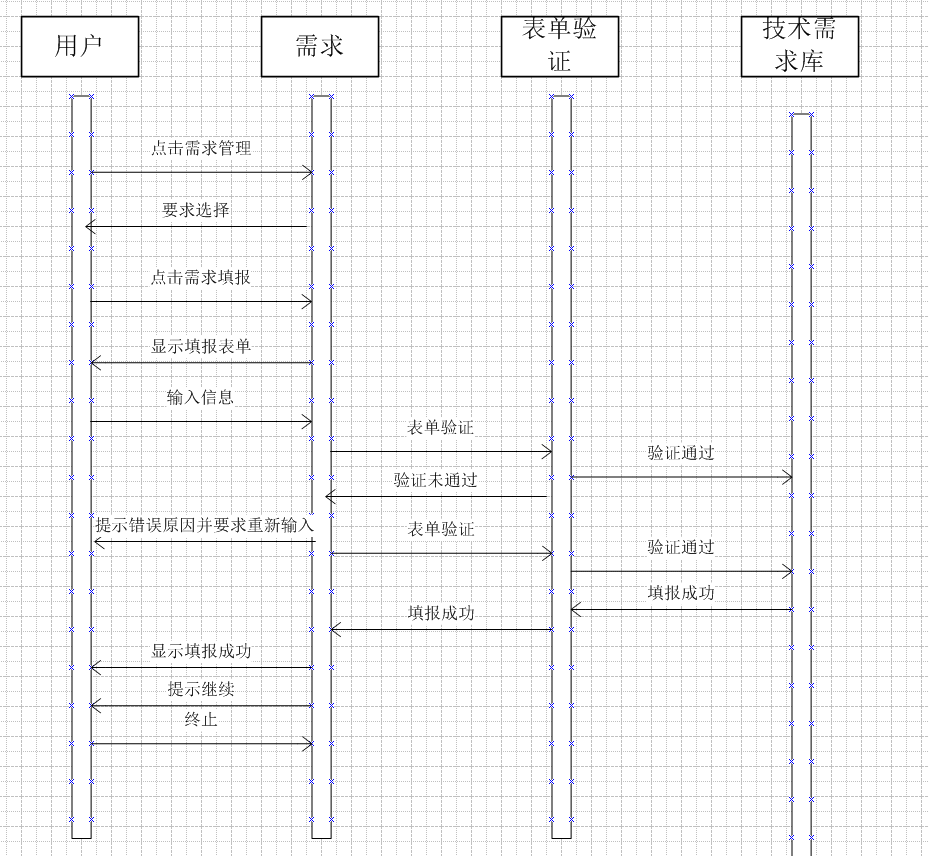 用户
需求
表单验
证
技术需
求库
点击需求管理
要求选择
点击需求填报
显示填报表单
输入信息
表单验证
验证通过
验证未通过
提示错误原因并要求重新输入
表单验证
验证通过
填报成功
填报成功
显示填报成功
提示继续
终止